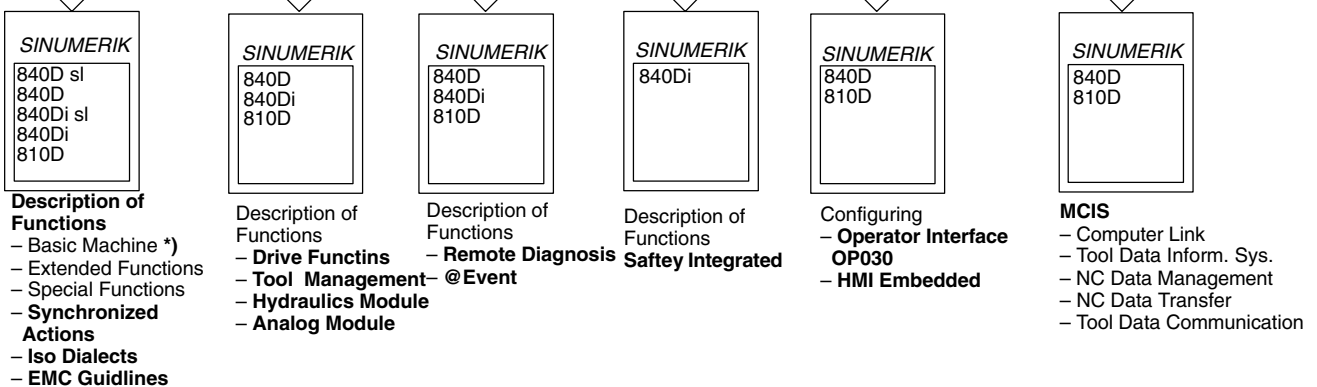 SINUMERIK
840D sl
840D
840Di sl
840Di
810D
Description of
Functions
– Basic Machine *)
– Extended Functions
– Special Functions
– Synchronized
Actions
– Iso Dialects
– EMC Guidlines
SINUMERIK
840D
840Di
810D
Description of
Functions
– Drive Functins
– Tool Management
– Hydraulics Module
– Analog Module
SINUMERIK
840D
840Di
810D
Description of
Functions
– Remote Diagnosis
– @Event
SINUMERIK
840Di
Description of
Functions
Saftey Integrated
SINUMERIK
840D
810D
Configuring
– Operator Interface
OP030
– HMI Embedded
SINUMERIK
840D
810D
MCIS
– Computer Link
– Tool Data Inform. Sys.
– NC Data Management
– NC Data Transfer
– Tool Data Communication